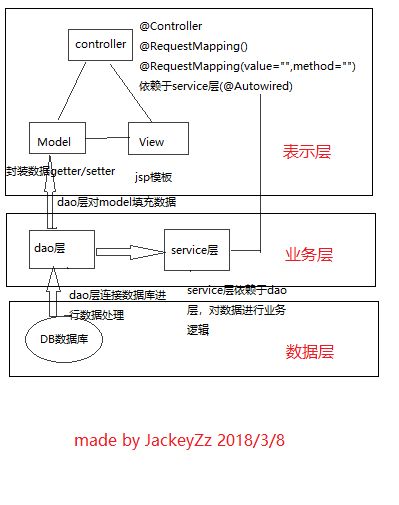 controller
@Controller
@RequestMapping()
@RequestMapping(value="",method="")
依赖于service层(@Autowired)
Model
View
表示层
封装数据getter/setter
jsp模板
dao层对model填充数据
dao层
service层
业务层
dao层连接数据库进
行数据处理
service层依赖于dao
层，对数据进行业务
逻辑
DB数据库
数据层
made by JackeyZz 2018/3/8